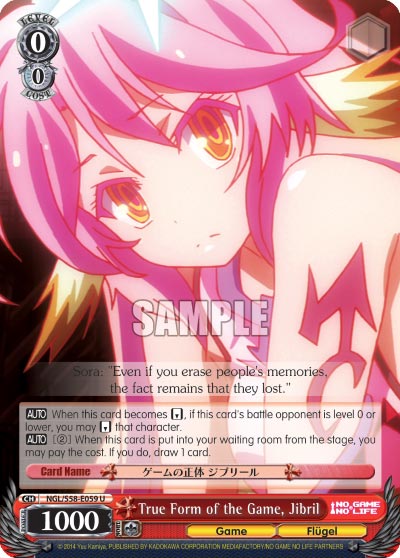 LEVEL
0
0
COST
SAMPLE
Sora: "Even if you erase people's memories,
the fact remains that they lost."
AUTO When this card becomes , if this card's battle opponent is level 0 or
lower, you may that character.
AUTO [②] When this card is put into your waiting room from the stage, you
may pay the cost. If you do, draw 1 card.
Card Name ゲームの正体 ジブリール
CH NGL/S58-E059 U
POWER 1000 True Form of the Game, Jibril NO GAME NO LIFE
Game Flügel
©2014 Yuu Kamiya, PUBLISHED BY KADOKAWA CORPORATION MEDIAFACTORY/NO GAME NO LIFE PARTNERS